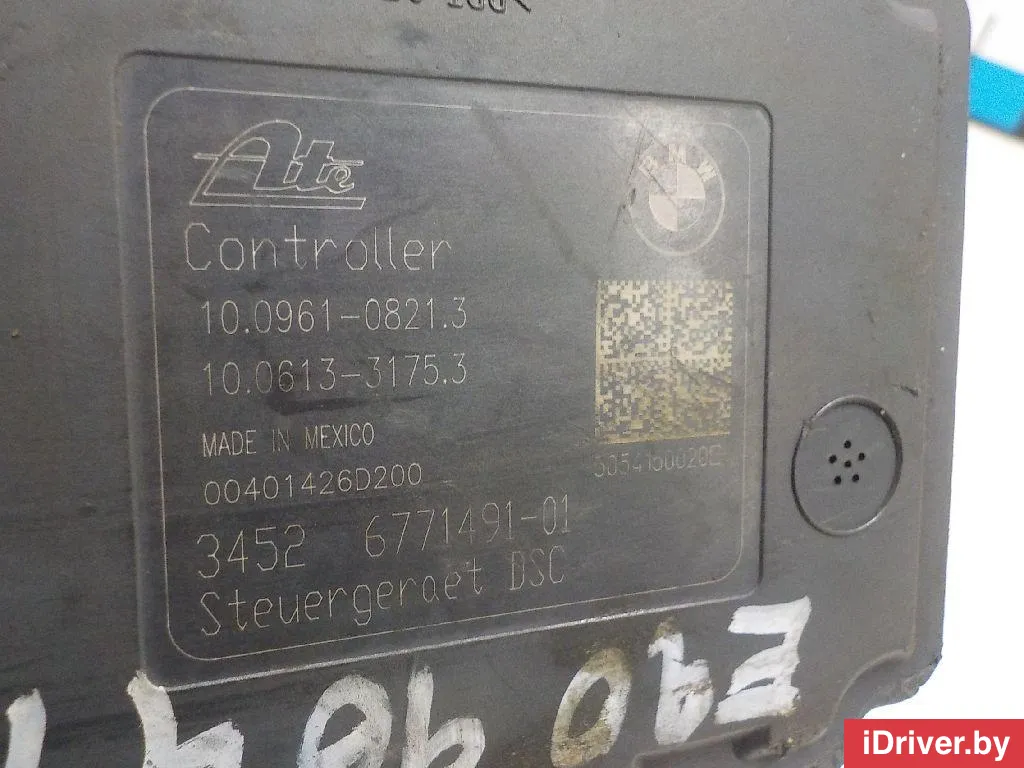 Ate
BMW
Controller
10.0961-0821.3
10.0613-3175.3
MADE IN MEXICO
00401426D200
3452 6771491-01
Steuergeraet DSC
E90
iDriver.by